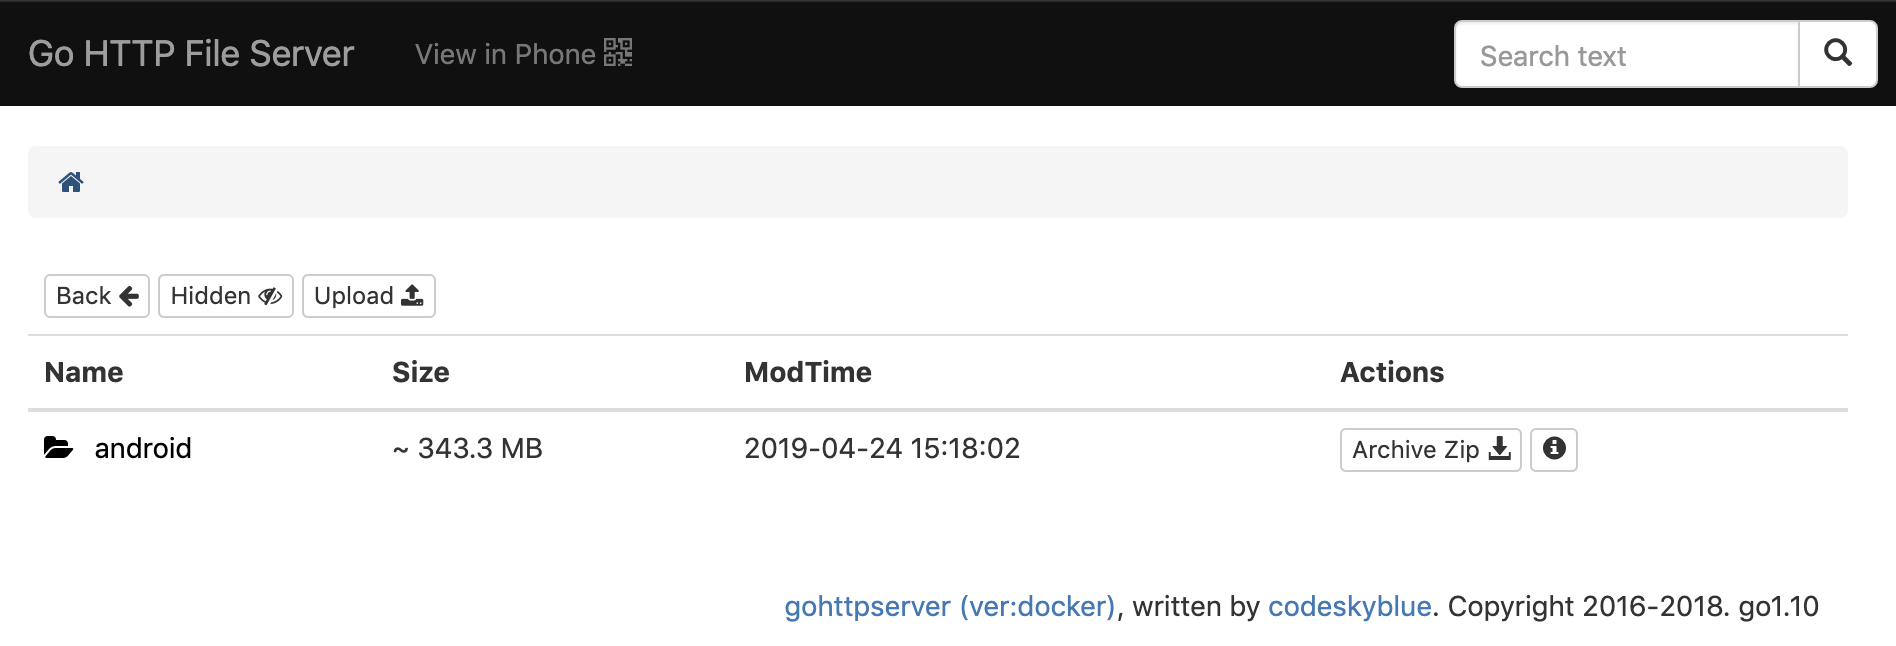 Go HTTP File Server View in Phone Search text
Back Hidden Upload
Name Size ModTime Actions
android ~ 343.3 MB 2019-04-24 15:18:02 Archive Zip
gohttpserver (ver:docker), written by codeskyblue. Copyright 2016-2018. go1.10